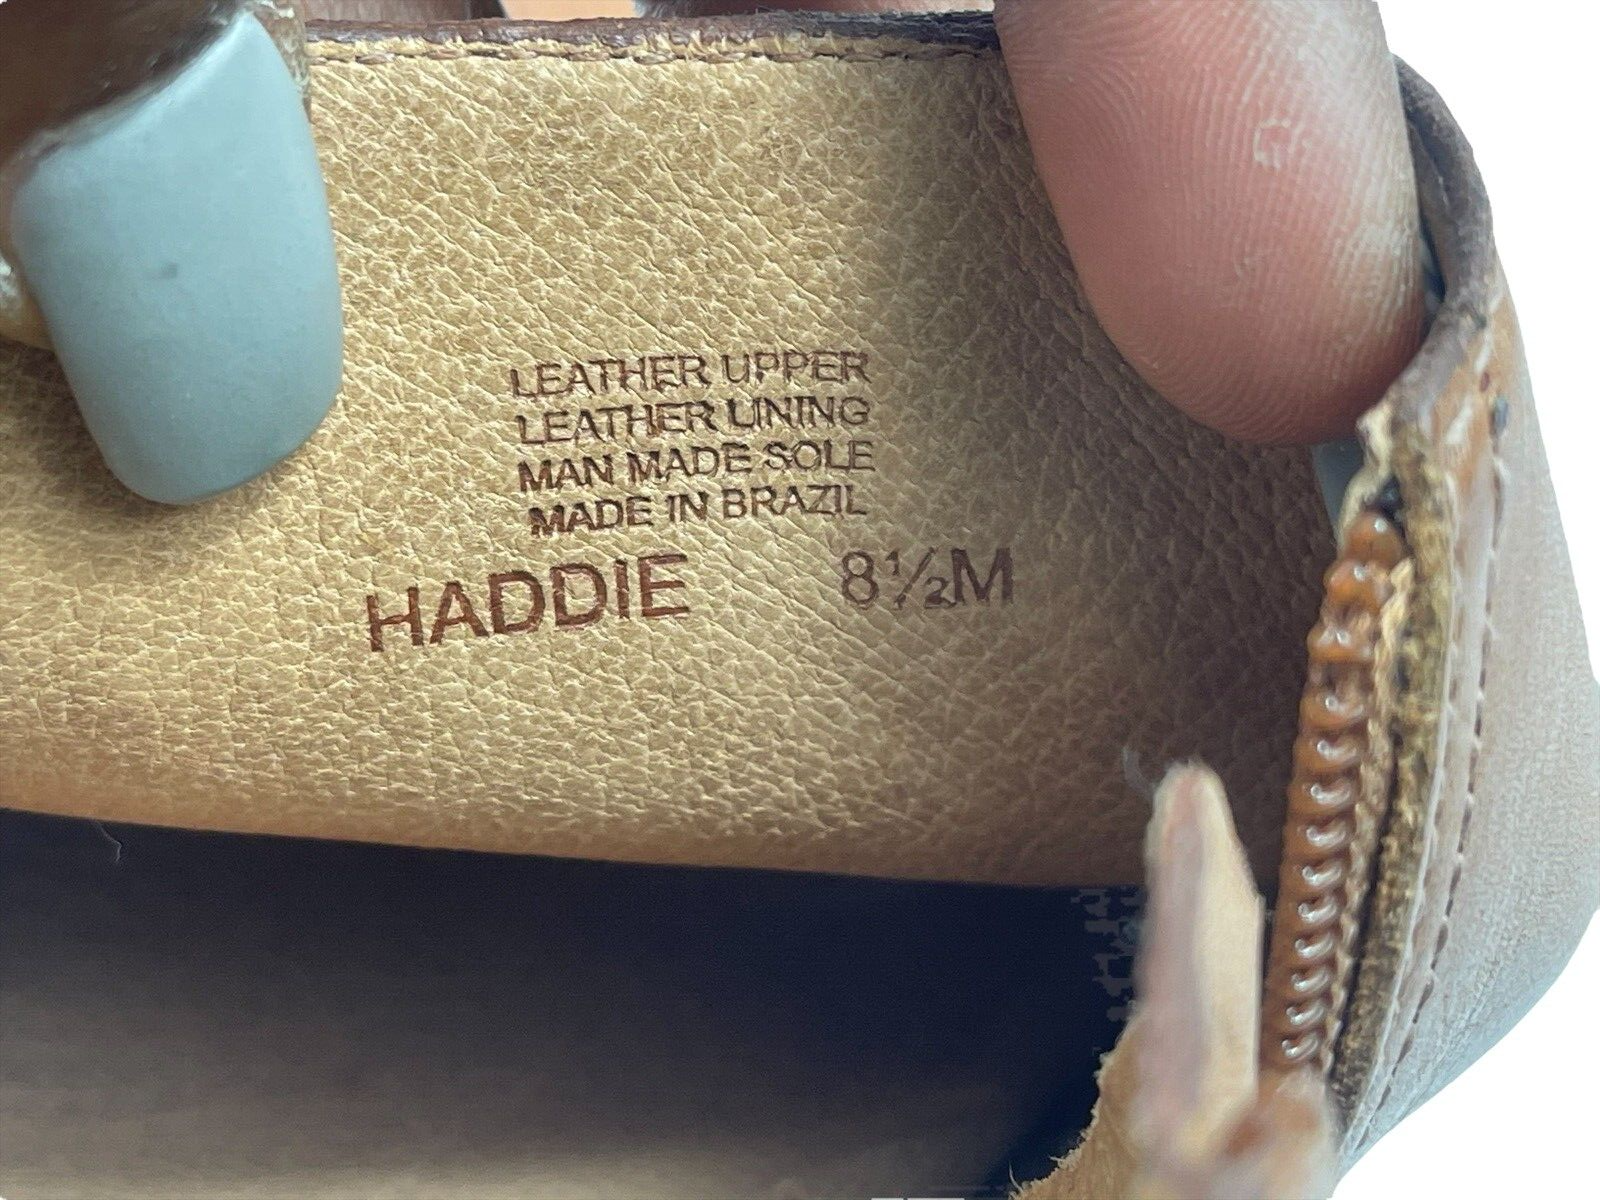 LEATHER UPPER
LEATHER LINING
MAN MADE SOLE
MADE IN BRAZIL
HADDIE 8½M